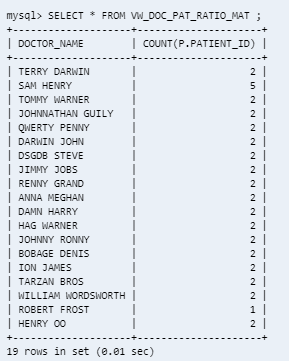 mysql> SELECT * FROM VW_DOC_PAT_RATIO_MAT ;
+--------------------+---------------------+
| DOCTOR_NAME        | COUNT(P.PATIENT_ID) |
+--------------------+---------------------+
| TERRY DARWIN       |                   2 |
| SAM HENRY          |                   5 |
| TOMMY WARNER       |                   2 |
| JOHNNATHAN GUILY   |                   2 |
| QWERTY PENNY       |                   2 |
| DARWIN JOHN        |                   2 |
| DSGDB STEVE        |                   2 |
| JIMMY JOBS         |                   2 |
| RENNY GRAND        |                   2 |
| ANNA MEGHAN        |                   2 |
| DAMN HARRY         |                   2 |
| HAG WARNER         |                   2 |
| JOHNNY RONNY       |                   2 |
| BOBAGE DENIS       |                   2 |
| ION JAMES          |                   2 |
| TARZAN BROS        |                   2 |
| WILLIAM WORDSWORTH |                   2 |
| ROBERT FROST       |                   1 |
| HENRY OO           |                   2 |
+--------------------+---------------------+
19 rows in set (0.01 sec)